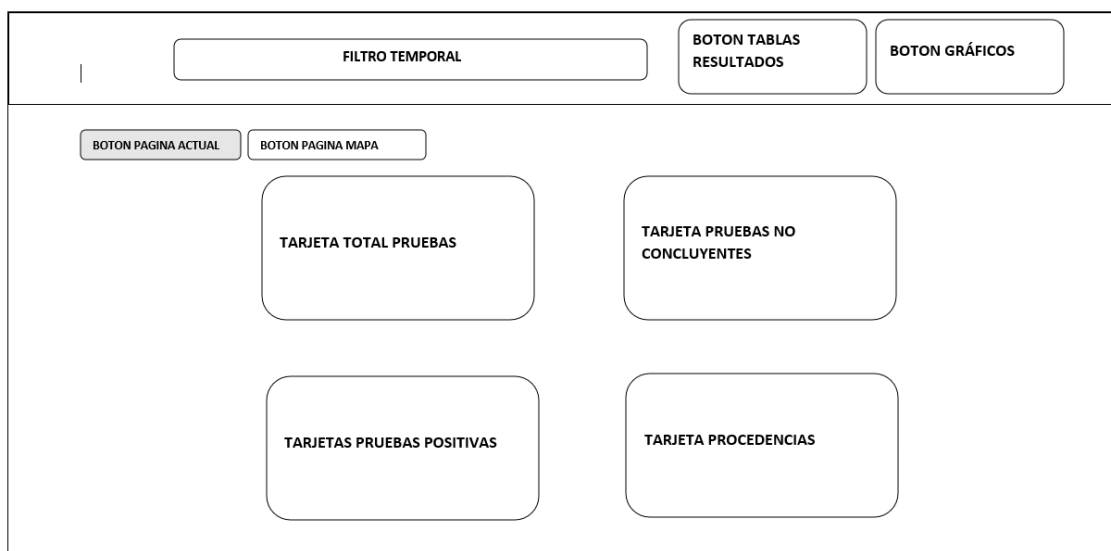 FILTRO TEMPORAL
BOTON TABLAS
RESULTADOS
BOTON GRÁFICOS
BOTON PAGINA ACTUAL
BOTON PAGINA MAPA
TARJETA TOTAL PRUEBAS
TARJETA PRUEBAS NO
CONCLUYENTES
TARJETAS PRUEBAS POSITIVAS
TARJETA PROCEDENCIAS